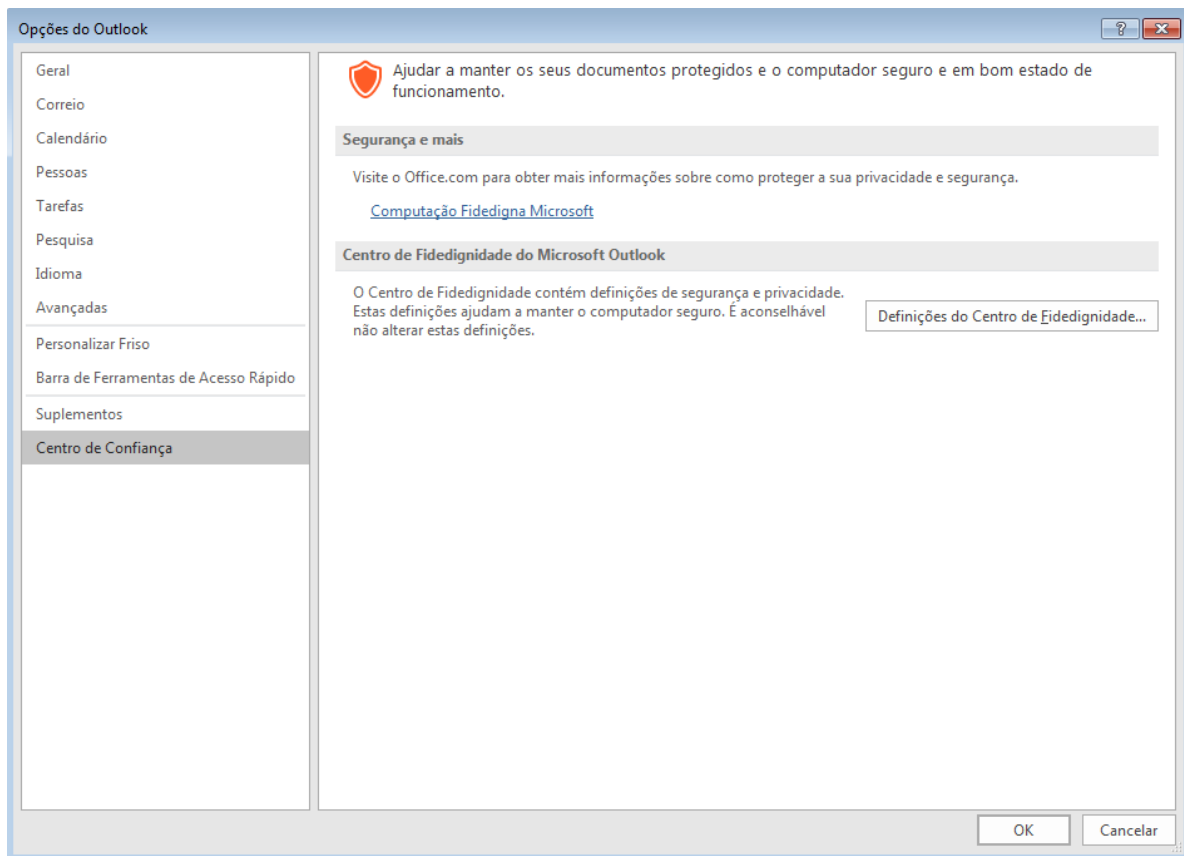 Opções do Outlook
Geral
Correio
Calendário
Pessoas
Tarefas
Pesquisa
Idioma
Avançadas
Personalizar Friso
Barra de Ferramentas de Acesso Rápido
Suplementos
Centro de Confiança
Ajudar a manter os seus documentos protegidos e o computador seguro e em bom estado de
funcionamento.
Segurança e mais
Visite o Office.com para obter mais informações sobre como proteger a sua privacidade e segurança.
Computação Fidedigna Microsoft
Centro de Fidedignidade do Microsoft Outlook
O Centro de Fidedignidade contém definições de segurança e privacidade.
Estas definições ajudam a manter o computador seguro. É aconselhável
não alterar estas definições.
Definições do Centro de Fidedignidade...
OK
Cancelar